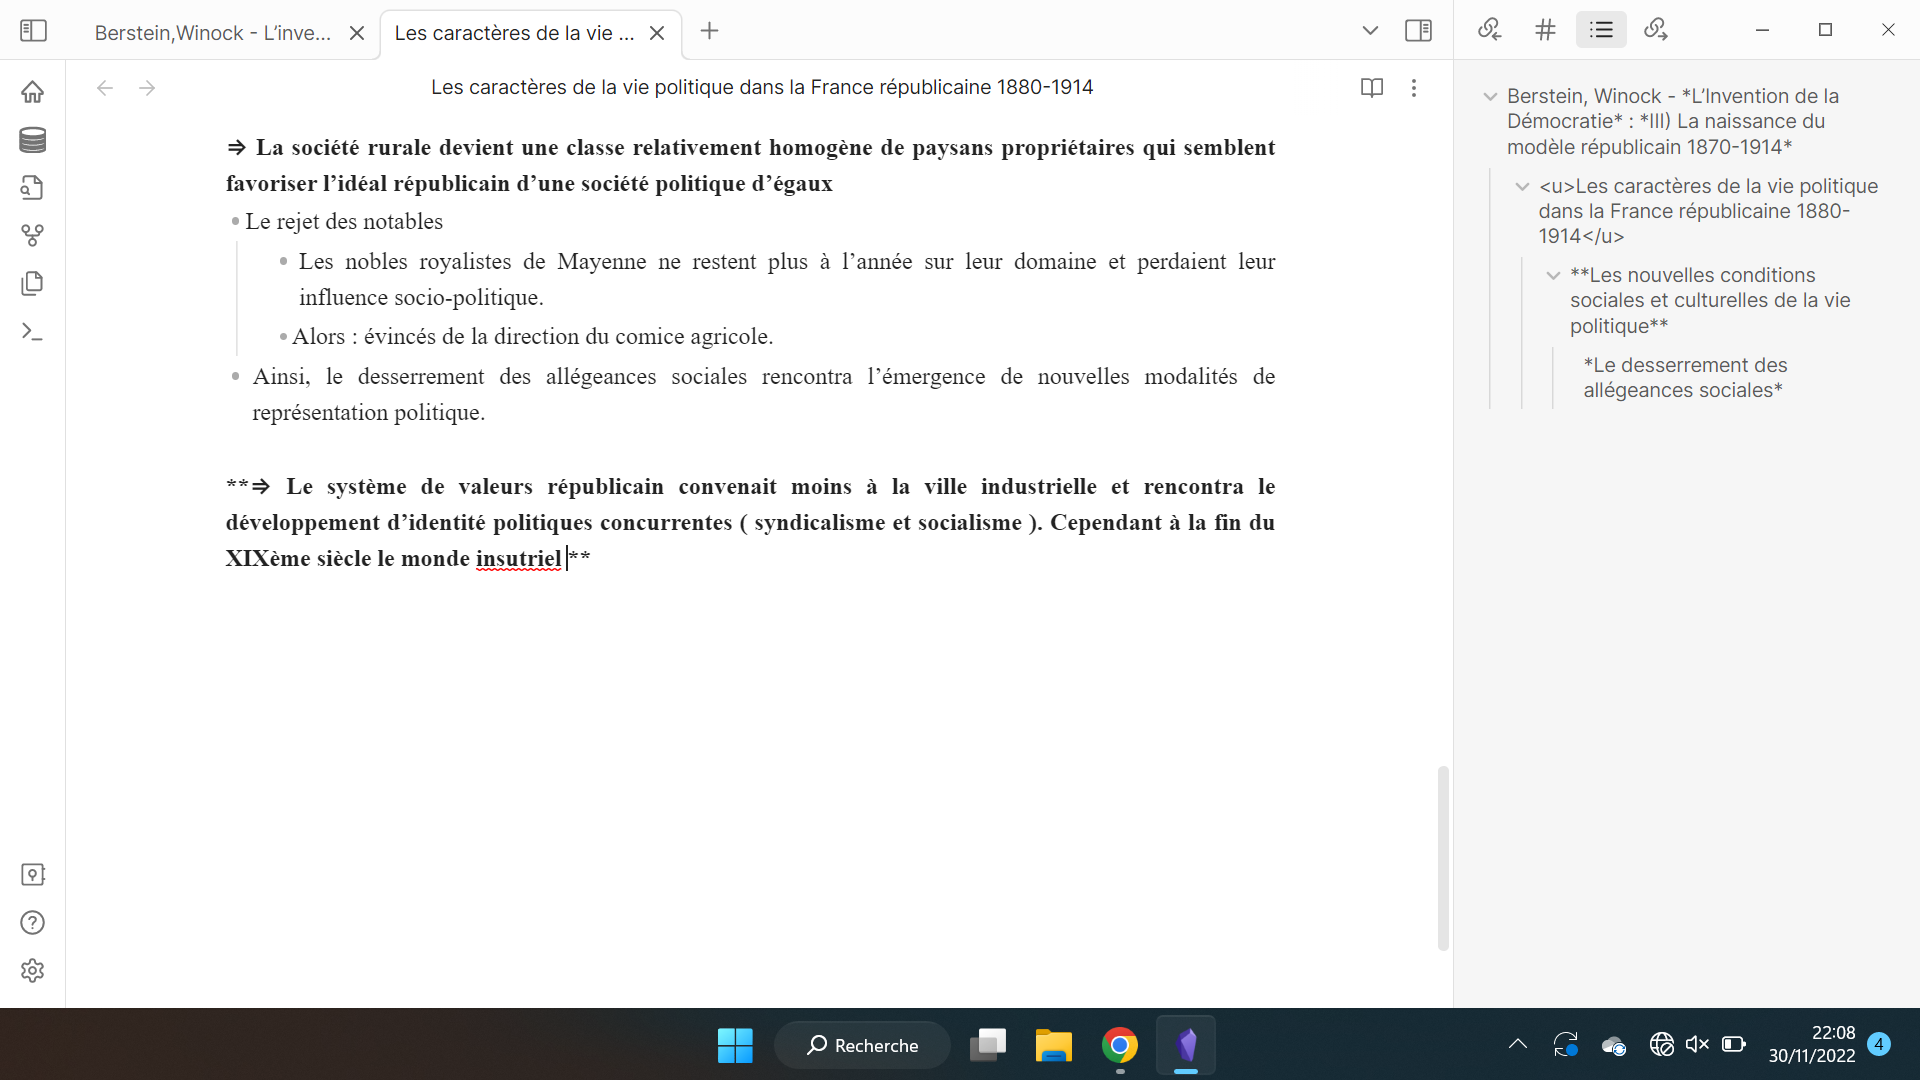 Berstein,Winock - L’inve...
Les caractères de la vie ...
Les caractères de la vie politique dans la France républicaine 1880-1914
⇒ La société rurale devient une classe relativement homogène de paysans propriétaires qui semblent
favoriser l’idéal républicain d’une société politique d’égaux
• Le rejet des notables
• Les nobles royalistes de Mayenne ne restent plus à l’année sur leur domaine et perdaient leur
influence socio-politique.
• Alors : évincés de la direction du comice agricole.
• Ainsi, le desserrement des allégeances sociales rencontra l’émergence de nouvelles modalités de
représentation politique.
**⇒ Le système de valeurs républicain convenait moins à la ville industrielle et rencontra le
développement d’identité politiques concurrentes ( syndicalisme et socialisme ). Cependant à la fin du
XIXème siècle le monde insutriel **
Berstein, Winock - *L’Invention de la
Démocratie* : *III) La naissance du
modèle républicain 1870-1914*
<u>Les caractères de la vie politique
dans la France républicaine 1880-
1914</u>
**Les nouvelles conditions
sociales et culturelles de la vie
politique**
*Le desserrement des
allégeances sociales*
Recherche
22:08
30/11/2022
4